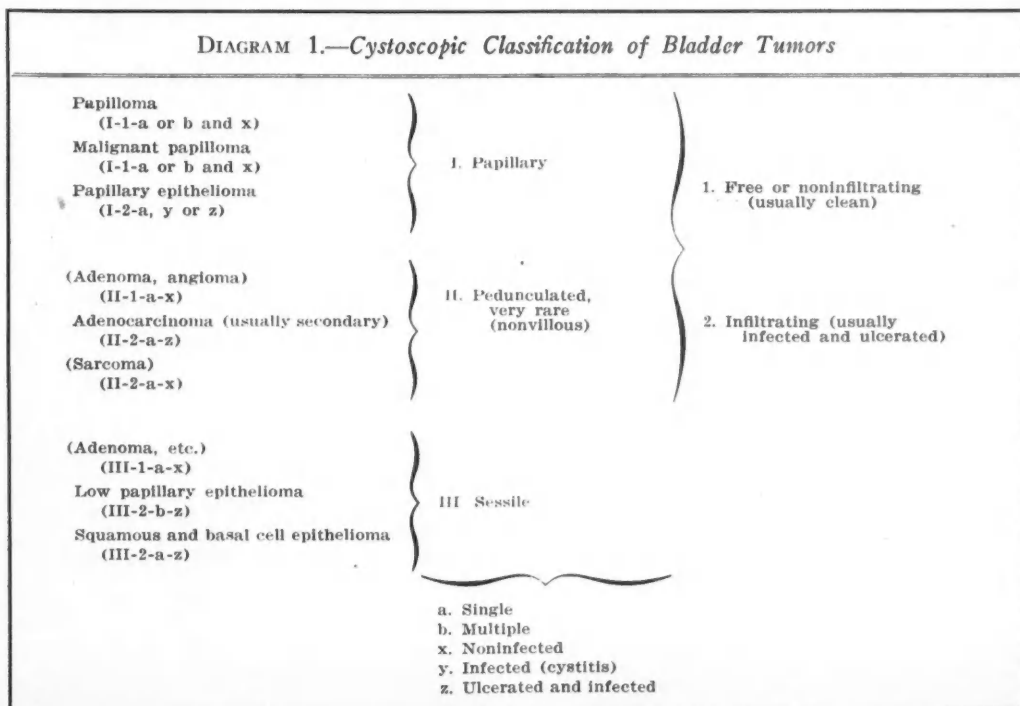 DIAGRAM 1.—Cystoscopic Classification of Bladder Tumors
Papilloma
(I-1-a or b and x)
Malignant papilloma
(I-1-a or b and x)
Papillary epithelioma
(I-2-a, y or z)
I. Papillary
(Adenoma, angioma)
(II-1-a-x)
Adenocarcinoma (usually secondary)
(II-2-a-z)
(Sarcoma)
(II-2-a-x)
II. Pedunculated,
very rare
(nonvillous)
1. Free or noninfiltrating
(usually clean)
2. Infiltrating (usually
infected and ulcerated)
(Adenoma, etc.)
(III-1-a-x)
Low papillary epithelioma
(III-2-b-z)
Squamous and basal cell epithelioma
(III-2-a-z)
III Sessile
a. Single
b. Multiple
x. Noninfected
y. Infected (cystitis)
z. Ulcerated and infected